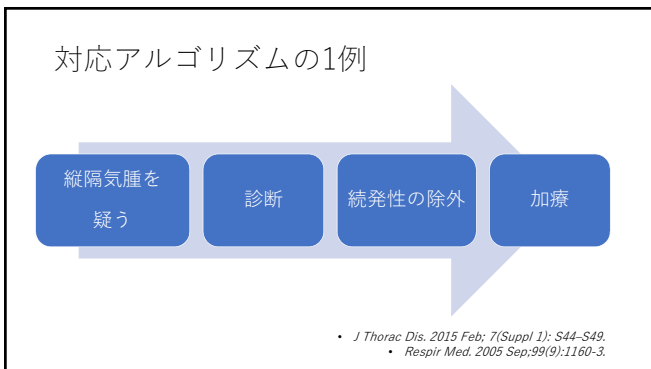 対応アルゴリズムの1例
縦隔気腫を
疑う
診断
続発性の除外
加療
• J Thorac Dis. 2015 Feb; 7(Suppl 1): S44–S49.
• Respir Med. 2005 Sep;99(9):1160-3.